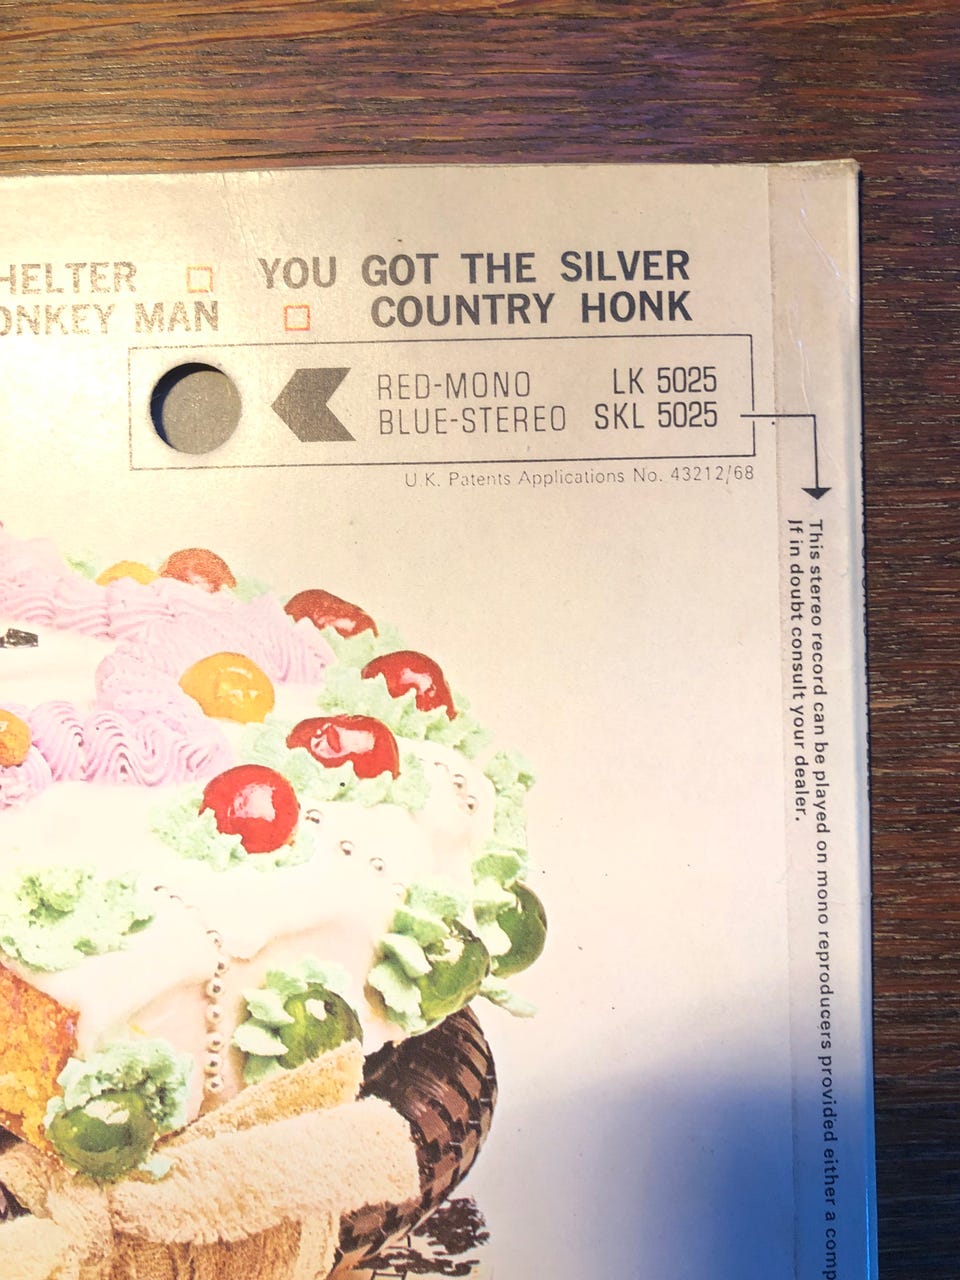 HELTER YOU GOT THE SILVER
ONKEY MAN COUNTRY HONK
RED-MONO LK 5025
BLUE-STEREO SKL 5025
U.K. Patents Applications No. 43212/68
This stereo record can be played on mono reproducers provided either a comp
If in doubt consult your dealer.